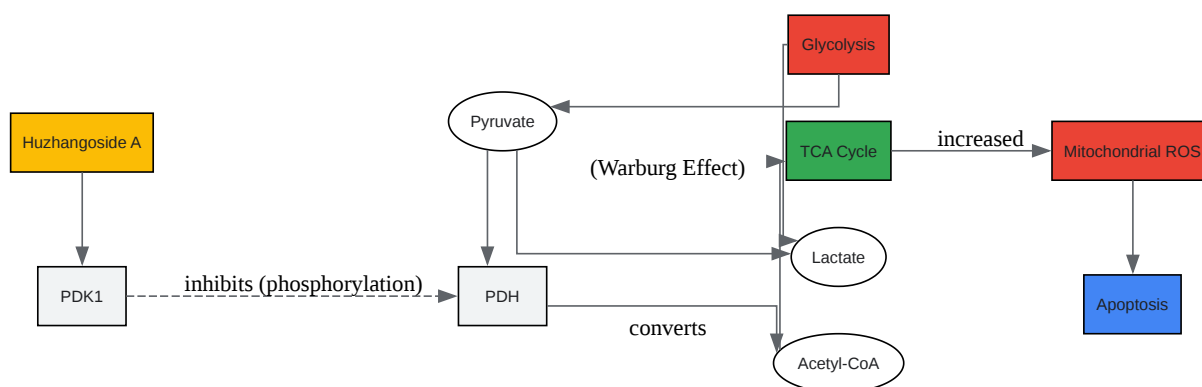 Glycolysis
Pyruvate
Huzhangoside A
(Warburg Effect)
TCA Cycle
increased
Mitochondrial ROS
Lactate
PDK1
inhibits (phosphorylation)
PDH
converts
Apoptosis
Acetyl-CoA